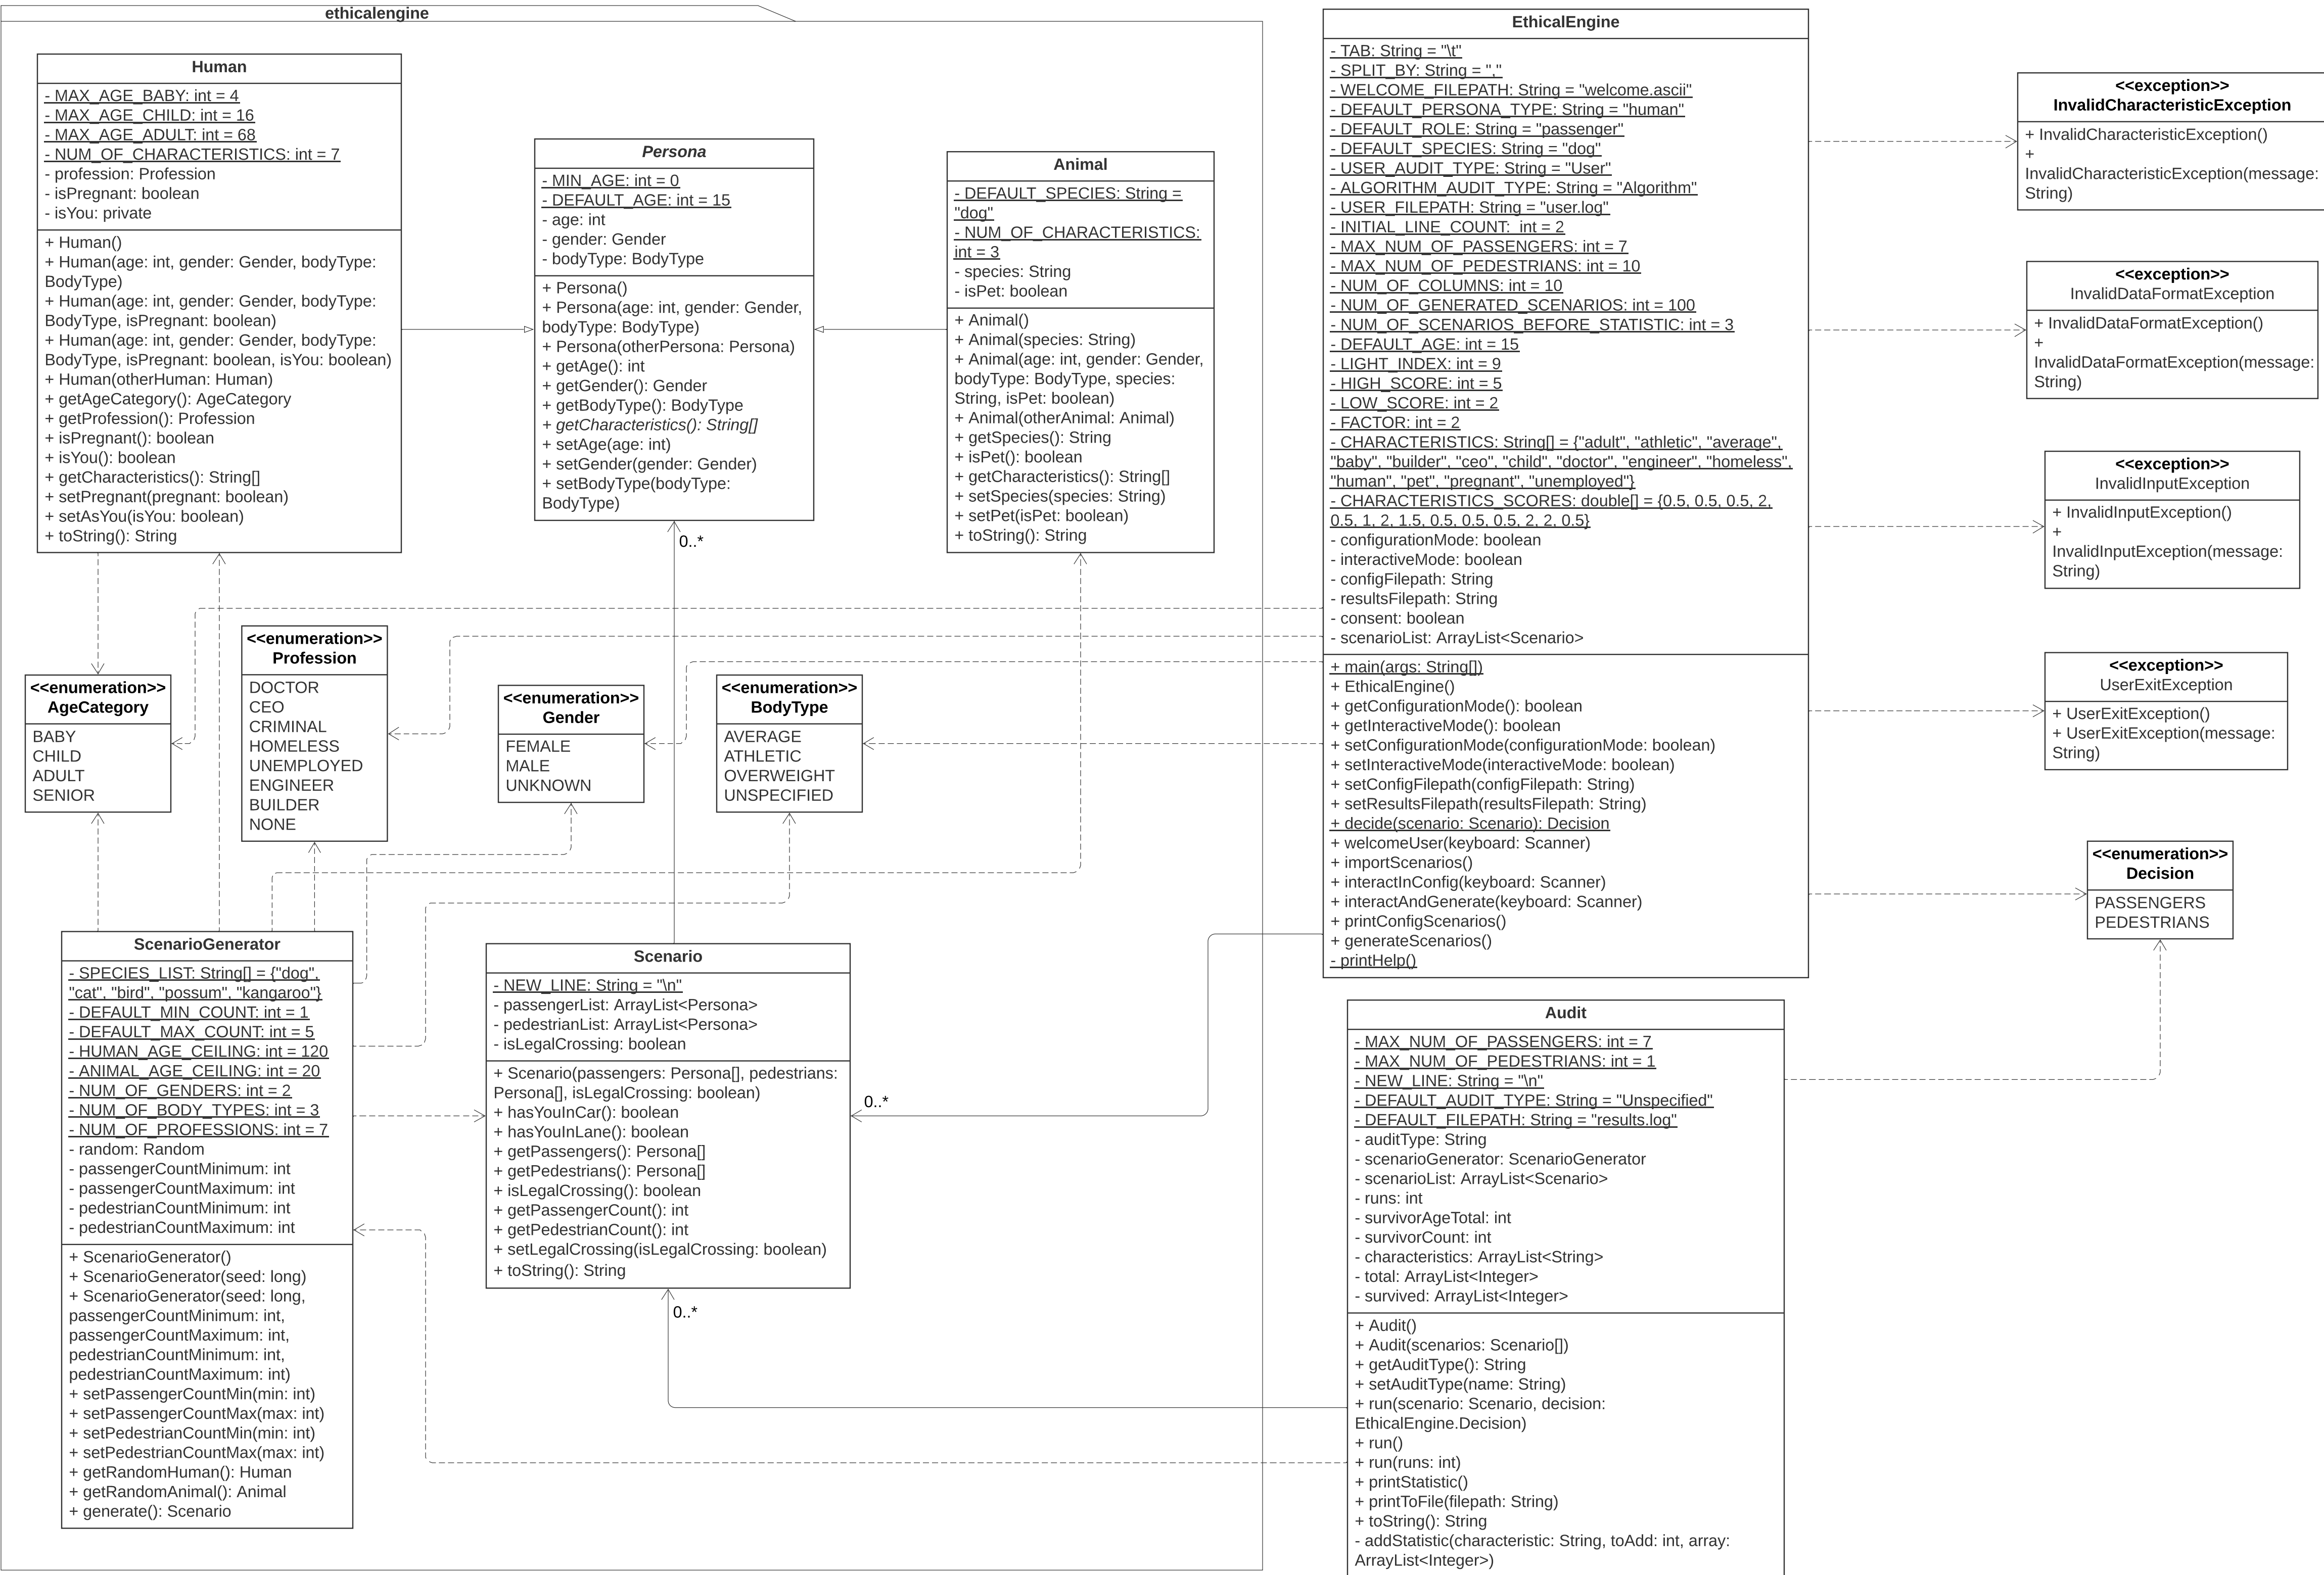 ethicalengine
Human
- MAX_AGE_BABY: int = 4
- MAX_AGE_CHILD: int = 16
- MAX_AGE_ADULT: int = 68
- NUM_OF_CHARACTERISTICS: int = 7
- profession: Profession
- isPregnant: boolean
- isYou: private
+ Human()
+ Human(age: int, gender: Gender, bodyType:
BodyType)
+ Human(age: int, gender: Gender, bodyType:
BodyType, isPregnant: boolean)
+ Human(age: int, gender: Gender, bodyType:
BodyType, isPregnant: boolean, isYou: boolean)
+ Human(otherHuman: Human)
+ getAgeCategory(): AgeCategory
+ getProfession(): Profession
+ isPregnant(): boolean
+ isYou(): boolean
+ getCharacteristics(): String[]
+ setPregnant(pregnant: boolean)
+ setAsYou(isYou: boolean)
+ toString(): String
Persona
- MIN_AGE: int = 0
- DEFAULT_AGE: int = 15
- age: int
- gender: Gender
- bodyType: BodyType
+ Persona()
+ Persona(age: int, gender: Gender,
bodyType: BodyType)
+ Persona(otherPersona: Persona)
+ getAge(): int
+ getGender(): Gender
+ getBodyType(): BodyType
+ getCharacteristics(): String[]
+ setAge(age: int)
+ setGender(gender: Gender)
+ setBodyType(bodyType:
BodyType)
0..*
Animal
- DEFAULT_SPECIES: String =
"dog"
- NUM_OF_CHARACTERISTICS:
int = 3
- species: String
- isPet: boolean
+ Animal()
+ Animal(species: String)
+ Animal(age: int, gender: Gender,
bodyType: BodyType, species:
String, isPet: boolean)
+ Animal(otherAnimal: Animal)
+ getSpecies(): String
+ isPet(): boolean
+ getCharacteristics(): String[]
+ setSpecies(species: String)
+ setPet(isPet: boolean)
+ toString(): String
<<enumeration>>
AgeCategory
BABY
CHILD
ADULT
SENIOR
<<enumeration>>
Profession
DOCTOR
CEO
CRIMINAL
HOMELESS
UNEMPLOYED
ENGINEER
BUILDER
NONE
<<enumeration>>
Gender
FEMALE
MALE
UNKNOWN
<<enumeration>>
BodyType
AVERAGE
ATHLETIC
OVERWEIGHT
UNSPECIFIED
ScenarioGenerator
- SPECIES_LIST: String[] = {"dog",
"cat", "bird", "possum", "kangaroo"}
- DEFAULT_MIN_COUNT: int = 1
- DEFAULT_MAX_COUNT: int = 5
- HUMAN_AGE_CEILING: int = 120
- ANIMAL_AGE_CEILING: int = 20
- NUM_OF_GENDERS: int = 2
- NUM_OF_BODY_TYPES: int = 3
- NUM_OF_PROFESSIONS: int = 7
- random: Random
- passengerCountMinimum: int
- passengerCountMaximum: int
- pedestrianCountMinimum: int
- pedestrianCountMaximum: int
+ ScenarioGenerator()
+ ScenarioGenerator(seed: long)
+ ScenarioGenerator(seed: long,
passengerCountMinimum: int,
passengerCountMaximum: int,
pedestrianCountMinimum: int,
pedestrianCountMaximum: int)
+ setPassengerCountMin(min: int)
+ setPassengerCountMax(max: int)
+ setPedestrianCountMin(min: int)
+ setPedestrianCountMax(max: int)
+ getRandomHuman(): Human
+ getRandomAnimal(): Animal
+ generate(): Scenario
Scenario
- NEW_LINE: String = "\n"
- passengerList: ArrayList<Persona>
- pedestrianList: ArrayList<Persona>
- isLegalCrossing: boolean
+ Scenario(passengers: Persona[], pedestrians:
Persona[], isLegalCrossing: boolean)
+ hasYouInCar(): boolean
+ hasYouInLane(): boolean
+ getPassengers(): Persona[]
+ getPedestrians(): Persona[]
+ isLegalCrossing(): boolean
+ getPassengerCount(): int
+ getPedestrianCount(): int
+ setLegalCrossing(isLegalCrossing: boolean)
+ toString(): String
0..*
0..*
EthicalEngine
- TAB: String = "\t"
- SPLIT_BY: String = ","
- WELCOME_FILEPATH: String = "welcome.ascii"
- DEFAULT_PERSONA_TYPE: String = "human"
- DEFAULT_ROLE: String = "passenger"
- DEFAULT_SPECIES: String = "dog"
- USER_AUDIT_TYPE: String = "User"
- ALGORITHM_AUDIT_TYPE: String = "Algorithm"
- USER_FILEPATH: String = "user.log"
- INITIAL_LINE_COUNT:  int = 2
- MAX_NUM_OF_PASSENGERS: int = 7
- MAX_NUM_OF_PEDESTRIANS: int = 10
- NUM_OF_COLUMNS: int = 10
- NUM_OF_GENERATED_SCENARIOS: int = 100
- NUM_OF_SCENARIOS_BEFORE_STATISTIC: int = 3
- DEFAULT_AGE: int = 15
- LIGHT_INDEX: int = 9
- HIGH_SCORE: int = 5
- LOW_SCORE: int = 2
- FACTOR: int = 2
- CHARACTERISTICS: String[] = {"adult", "athletic", "average",
"baby", "builder", "ceo", "child", "doctor", "engineer", "homeless",
"human", "pet", "pregnant", "unemployed"}
- CHARACTERISTICS_SCORES: double[] = {0.5, 0.5, 0.5, 2,
0.5, 1, 2, 1.5, 0.5, 0.5, 0.5, 2, 2, 0.5}
- configurationMode: boolean
- interactiveMode: boolean
- configFilepath: String
- resultsFilepath: String
- consent: boolean
- scenarioList: ArrayList<Scenario>
+ main(args: String[])
+ EthicalEngine()
+ getConfigurationMode(): boolean
+ getInteractiveMode(): boolean
+ setConfigurationMode(configurationMode: boolean)
+ setInteractiveMode(interactiveMode: boolean)
+ setConfigFilepath(configFilepath: String)
+ setResultsFilepath(resultsFilepath: String)
+ decide(scenario: Scenario): Decision
+ welcomeUser(keyboard: Scanner)
+ importScenarios()
+ interactInConfig(keyboard: Scanner)
+ interactAndGenerate(keyboard: Scanner)
+ printConfigScenarios()
+ generateScenarios()
- printHelp()
Audit
- MAX_NUM_OF_PASSENGERS: int = 7
- MAX_NUM_OF_PEDESTRIANS: int = 1
- NEW_LINE: String = "\n"
- DEFAULT_AUDIT_TYPE: String = "Unspecified"
- DEFAULT_FILEPATH: String = "results.log"
- auditType: String
- scenarioGenerator: ScenarioGenerator
- scenarioList: ArrayList<Scenario>
- runs: int
- survivorAgeTotal: int
- survivorCount: int
- characteristics: ArrayList<String>
- total: ArrayList<Integer>
- survived: ArrayList<Integer>
+ Audit()
+ Audit(scenarios: Scenario[])
+ getAuditType(): String
+ setAuditType(name: String)
+ run(scenario: Scenario, decision:
EthicalEngine.Decision)
+ run()
+ run(runs: int)
+ printStatistic()
+ printToFile(filepath: String)
+ toString(): String
- addStatistic(characteristic: String, toAdd: int, array:
ArrayList<Integer>)
<<exception>>
InvalidCharacteristicException
+ InvalidCharacteristicException()
+
InvalidCharacteristicException(message:
String)
<<exception>>
InvalidDataFormatException
+ InvalidDataFormatException()
+
InvalidDataFormatException(message:
String)
<<exception>>
InvalidInputException
+ InvalidInputException()
+
InvalidInputException(message:
String)
<<exception>>
UserExitException
+ UserExitException()
+ UserExitException(message:
String)
<<enumeration>>
Decision
PASSENGERS
PEDESTRIANS